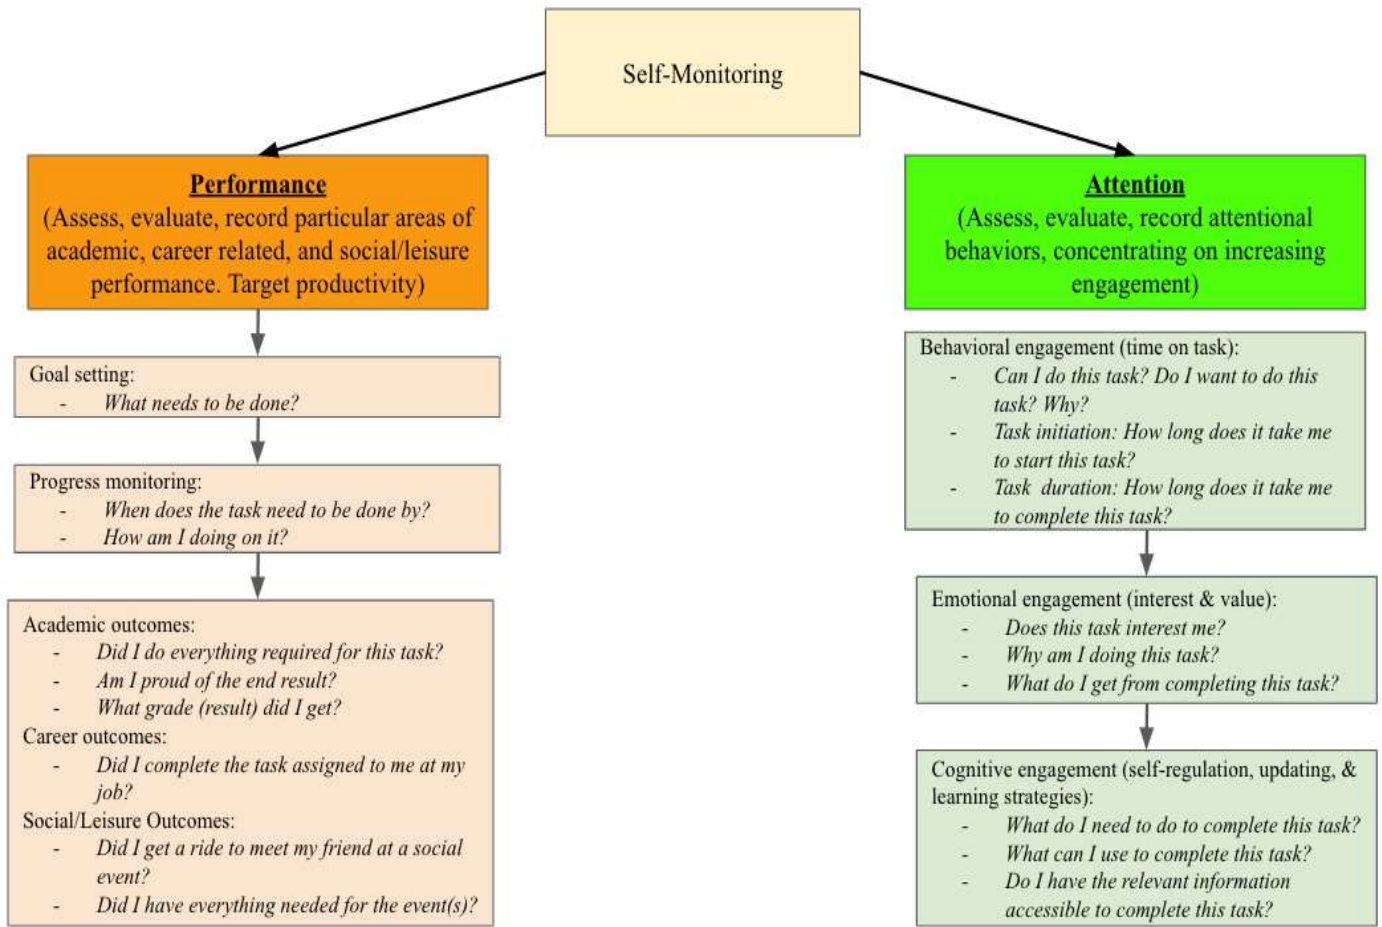 Self-Monitoring
Performance
(Assess, evaluate, record particular areas of
academic, career related, and social/leisure
performance. Target productivity)
Goal setting:
- What needs to be done?
Progress monitoring:
- When does the task need to be done by?
- How am I doing on it?
Academic outcomes:
- Did I do everything required for this task?
- Am I proud of the end result?
- What grade (result) did I get?
Career outcomes:
- Did I complete the task assigned to me at my
job?
Social/Leisure Outcomes:
- Did I get a ride to meet my friend at a social
event?
- Did I have everything needed for the event(s)?
Attention
(Assess, evaluate, record attentional
behaviors, concentrating on increasing
engagement)
Behavioral engagement (time on task):
- Can I do this task? Do I want to do this
task? Why?
- Task initiation: How long does it take me
to start this task?
- Task duration: How long does it take me
to complete this task?
Emotional engagement (interest & value):
- Does this task interest me?
- Why am I doing this task?
- What do I get from completing this task?
Cognitive engagement (self-regulation, updating, &
learning strategies):
- What do I need to do to complete this task?
- What can I use to complete this task?
- Do I have the relevant information
accessible to complete this task?